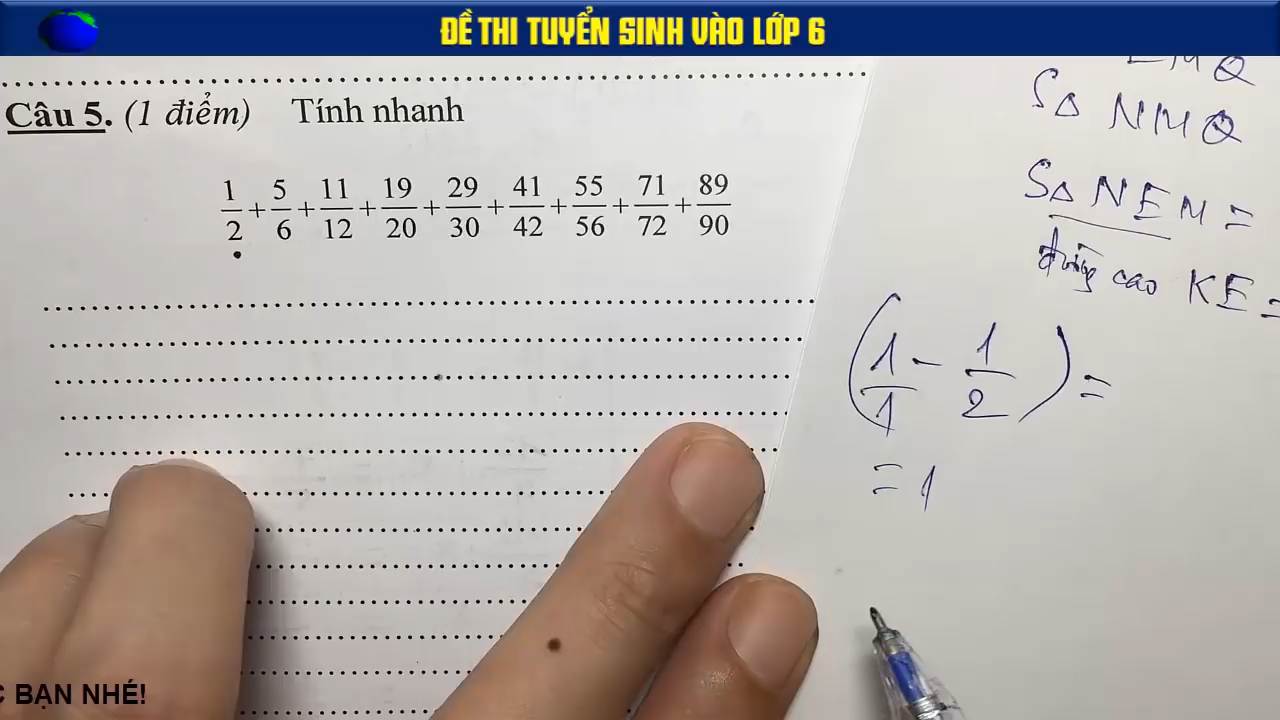 ĐỀ THI TUYỂN SINH VÀO LỚP 6
Câu 5. (1 điểm) Tính nhanh
1/2 + 5/6 + 11/12 + 19/20 + 29/30 + 41/42 + 55/56 + 71/72 + 89/90
SΔ NMQ
SΔ NEM =
đường cao KE =
(1/1 - 1/2) =
= 1
BẠN NHÉ!